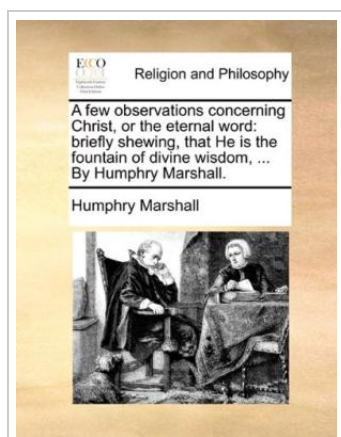 ECCO
Religion and Philosophy
A few observations concerning
Christ, or the eternal word:
briefly shewing, that He is the
fountain of divine wisdom, ...
By Humphry Marshall.
Humphry Marshall